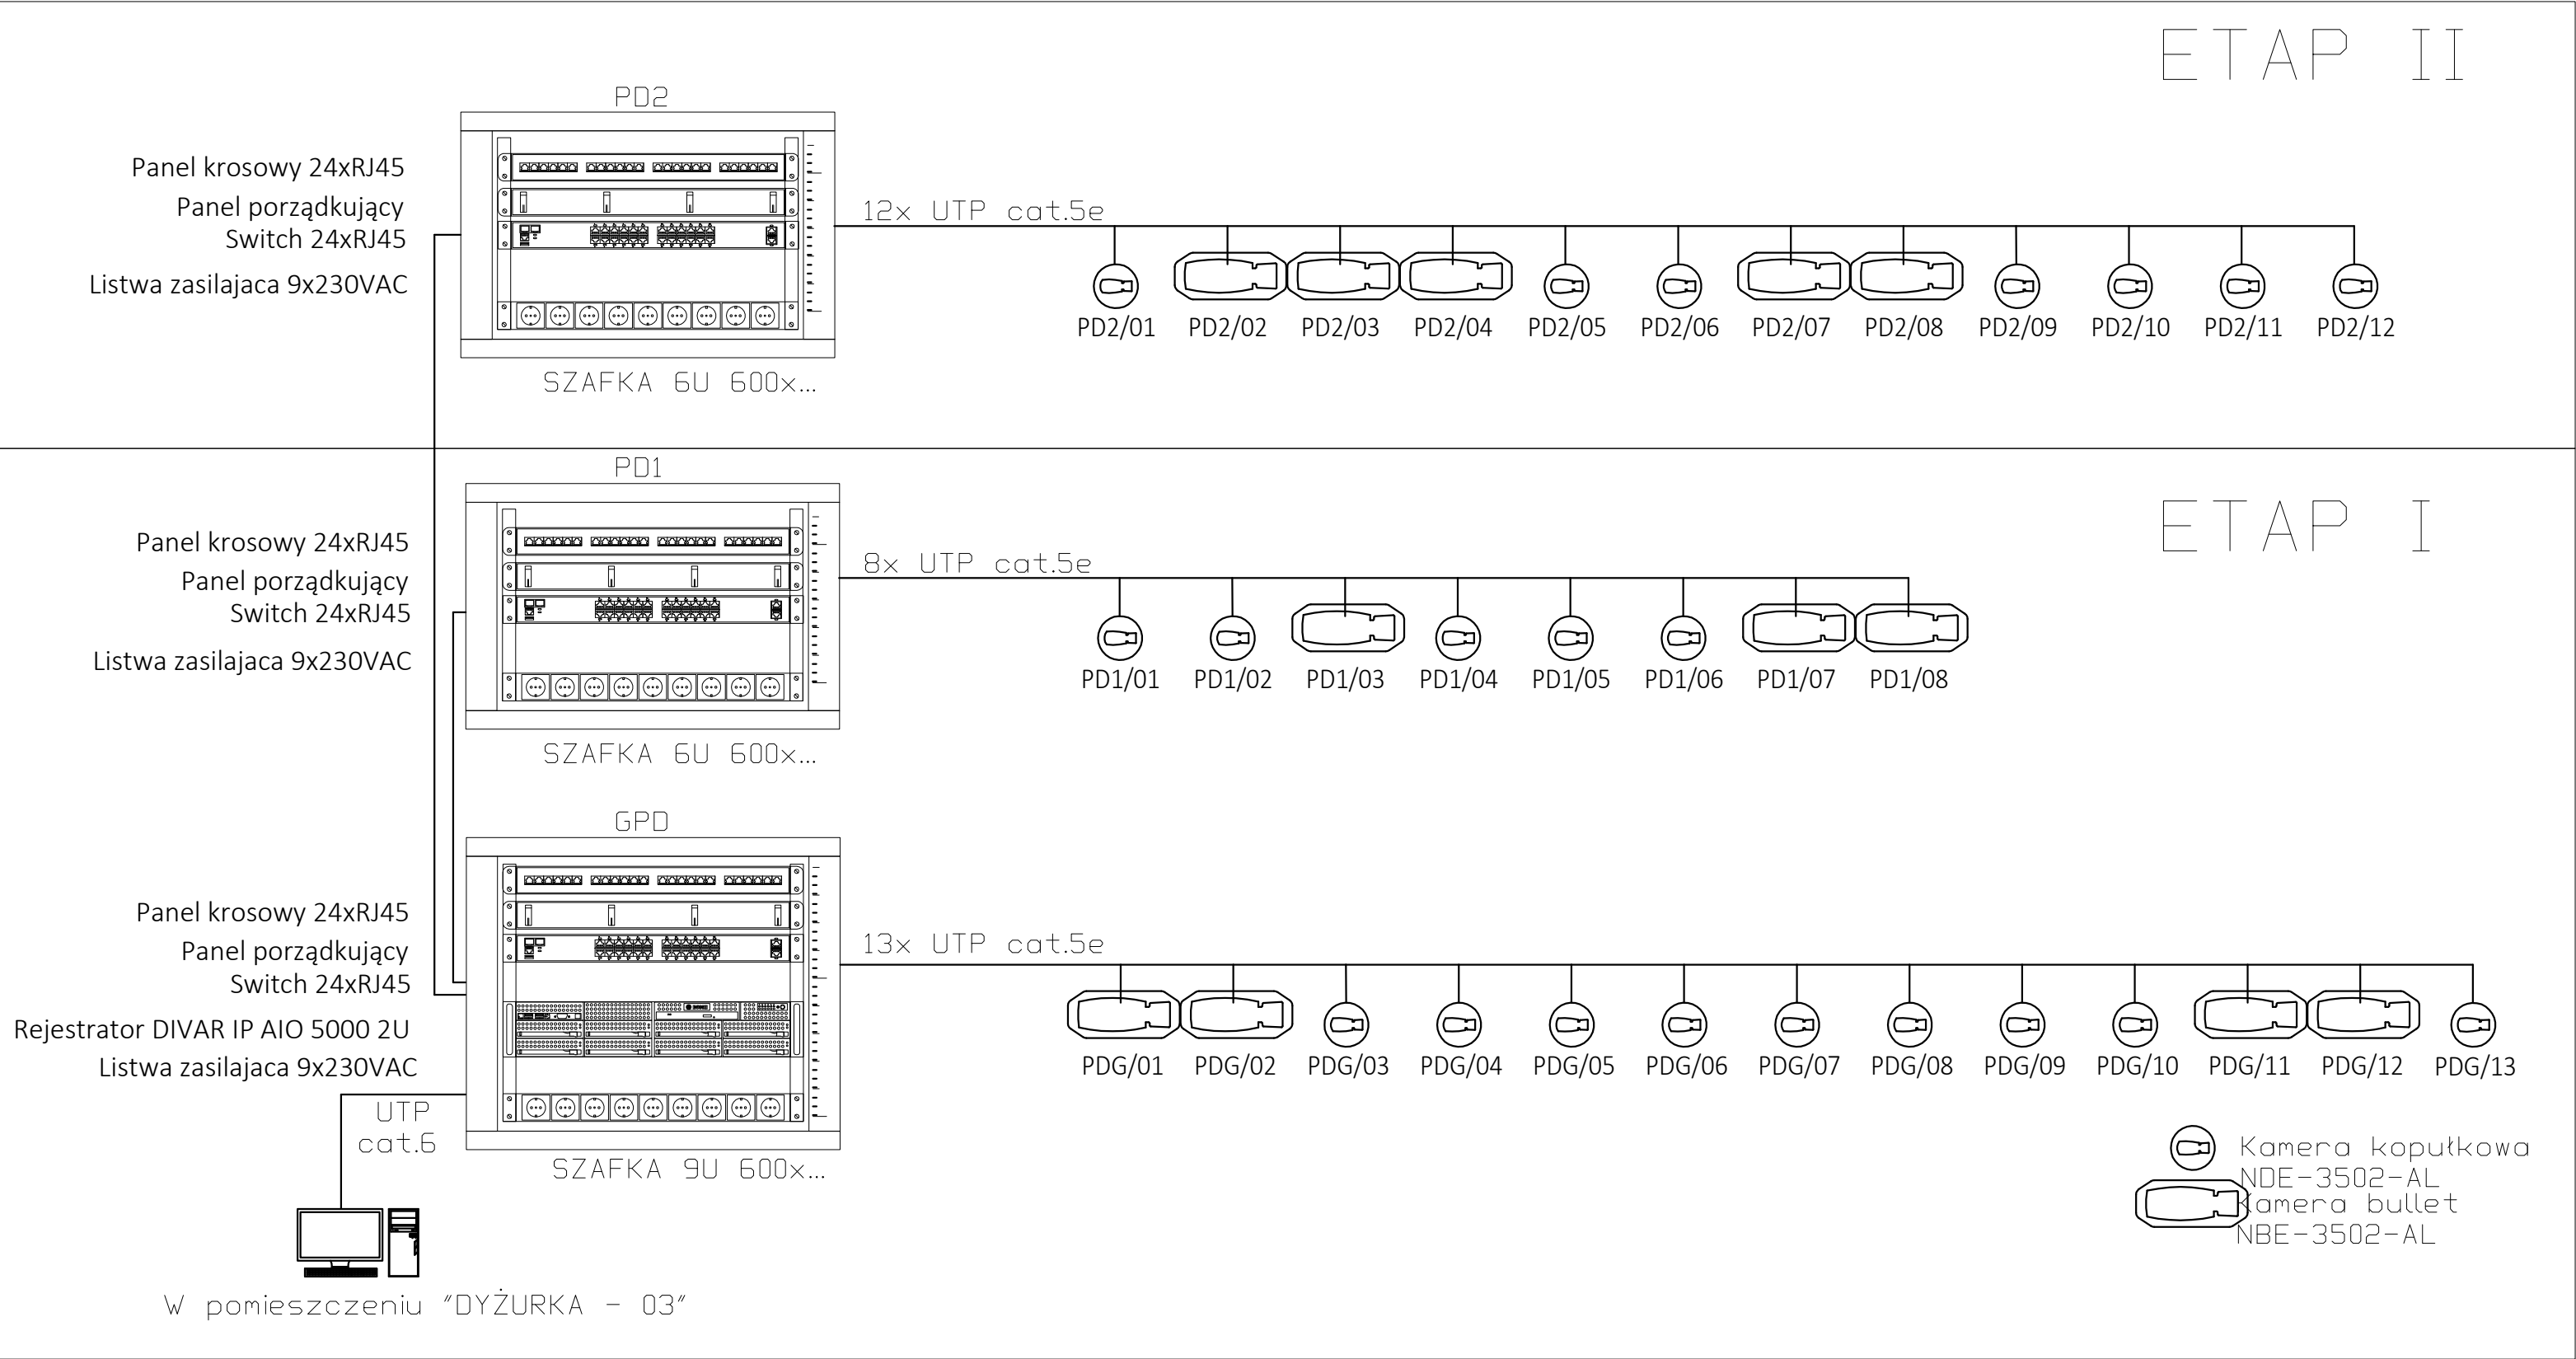 ETAP II
PD2
Panel krosowy 24xRJ45
Panel porządkujący
Switch 24xRJ45
Listwa zasilajaca 9x230VAC
12x UTP cat.5e
PD2/01 PD2/02 PD2/03 PD2/04 PD2/05 PD2/06 PD2/07 PD2/08 PD2/09 PD2/10 PD2/11 PD2/12
SZAFKA 6U 600x...
ETAP I
PD1
Panel krosowy 24xRJ45
Panel porządkujący
Switch 24xRJ45
Listwa zasilajaca 9x230VAC
8x UTP cat.5e
PD1/01 PD1/02 PD1/03 PD1/04 PD1/05 PD1/06 PD1/07 PD1/08
SZAFKA 6U 600x...
GPD
Panel krosowy 24xRJ45
Panel porządkujący
Switch 24xRJ45
Rejestrator DIVAR IP AIO 5000 2U
Listwa zasilajaca 9x230VAC
13x UTP cat.5e
PDG/01 PDG/02 PDG/03 PDG/04 PDG/05 PDG/06 PDG/07 PDG/08 PDG/09 PDG/10 PDG/11 PDG/12 PDG/13
UTP
cat.6
SZAFKA 9U 600x...
Kamera kopułkowa
NDE-3502-AL
Kamera bullet
NBE-3502-AL
W pomieszczeniu "DYŻURKA - 03"